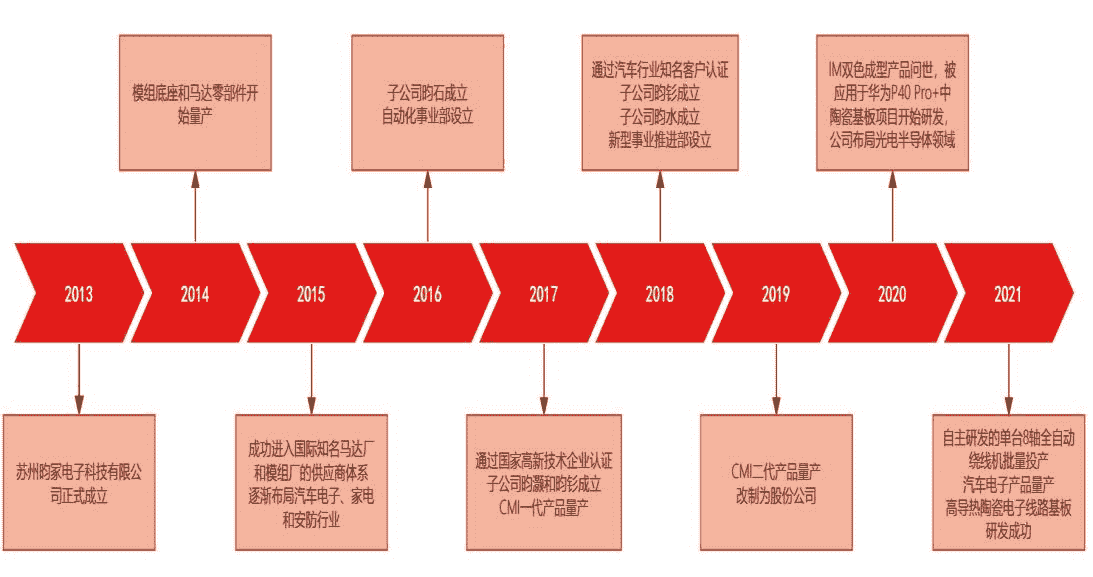 模组底座和马达零部件开
始量产
子公司昀石成立
自动化事业部设立
通过汽车行业知名客户认证
子公司昀钐成立
子公司昀水成立
新型事业推进部设立
IM双色成型产品问世，被
应用于华为P40 Pro+中
陶瓷基板项目开始研发，
公司布局光电半导体领域
2013
2014
2015
2016
2017
2018
2019
2020
2021
苏州昀冢电子科技有限公
司正式成立
成功进入国际知名马达厂
和模组厂的供应商体系
逐渐布局汽车电子、家电
和安防行业
通过国家高新技术企业认证
子公司昀灏和昀钐成立
CMI一代产品量产
CMI二代产品量产
改制为股份公司
自主研发的单台8轴全自动
绕线机批量投产
汽车电子产品量产
高导热陶瓷电子线路基板
研发成功